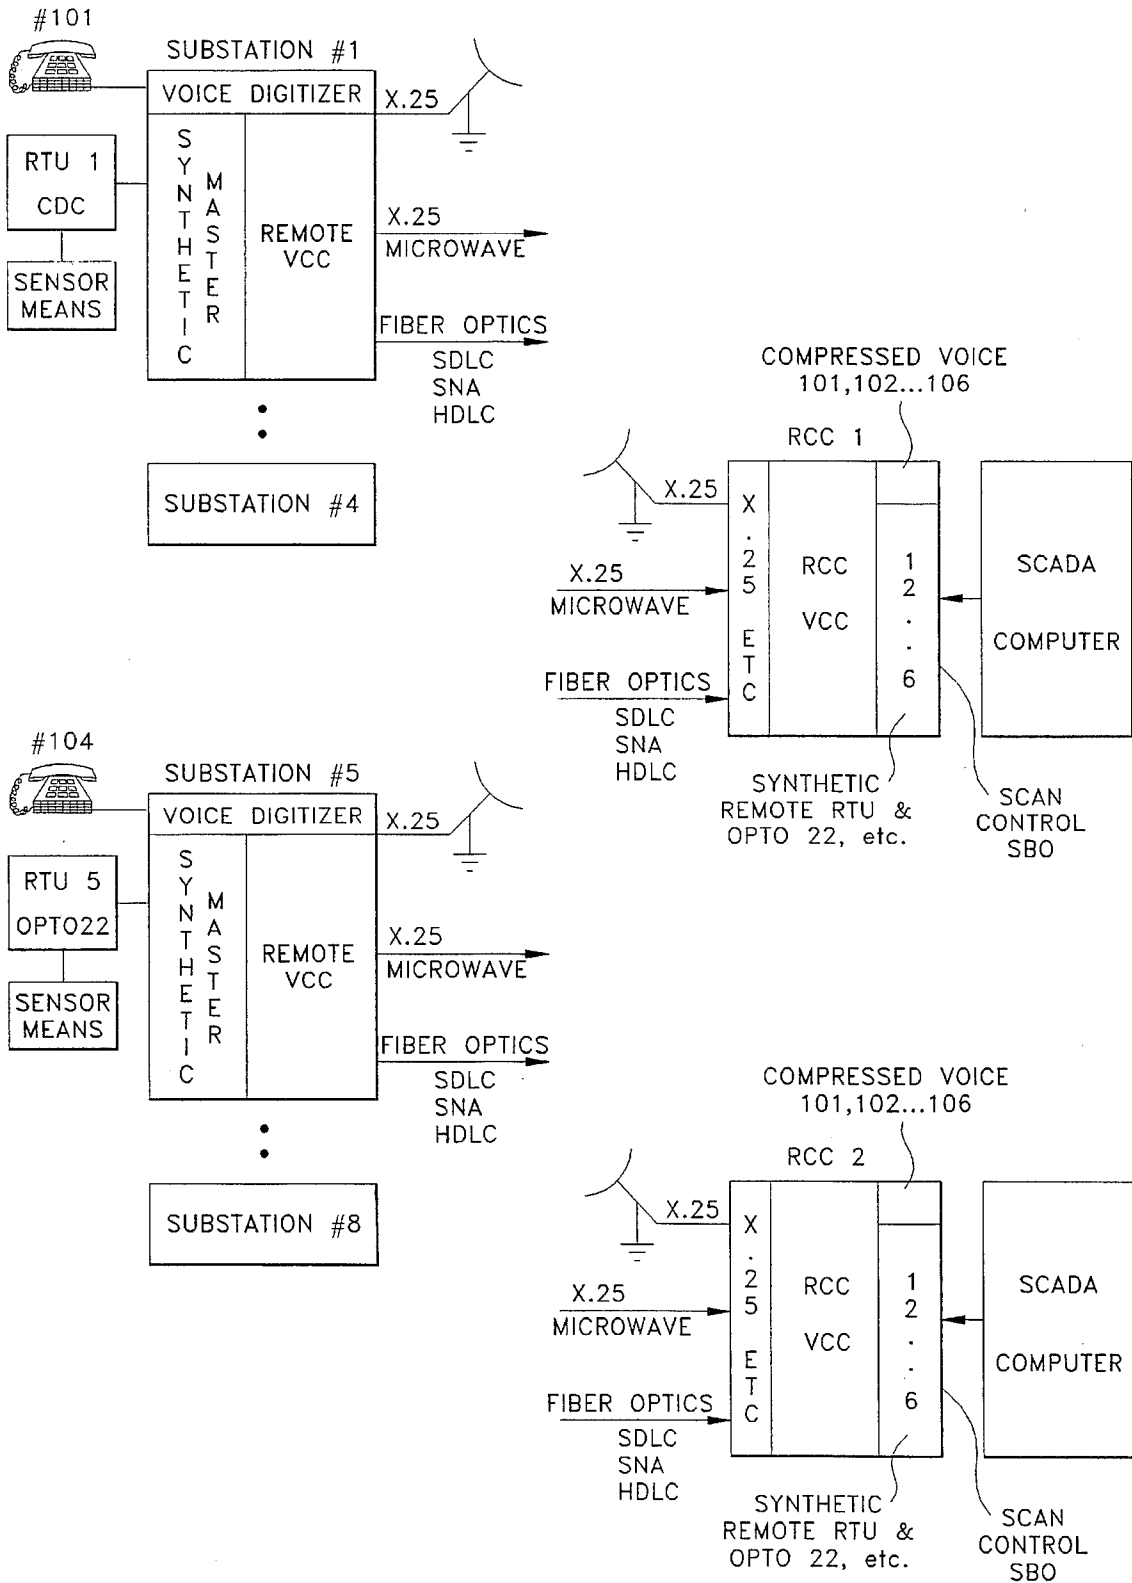 #101
SUBSTATION #1
VOICE DIGITIZER
X.25
RTU 1
CDC
SENSOR
MEANS
SYNTHETIC
MASTER
REMOTE
VCC
X.25
MICROWAVE
FIBER OPTICS
SDLC
SNA
HDLC
SUBSTATION #4
COMPRESSED VOICE
101,102...106
RCC 1
X.25
X.25
MICROWAVE
FIBER OPTICS
SDLC
SNA
HDLC
X.25 ETC
RCC
VCC
12..6
SCADA
COMPUTER
SYNTHETIC
REMOTE RTU &
OPTO 22, etc.
SCAN
CONTROL
SBO
#104
SUBSTATION #5
VOICE DIGITIZER
X.25
RTU 5
OPTO22
SENSOR
MEANS
SYNTHETIC
MASTER
REMOTE
VCC
X.25
MICROWAVE
FIBER OPTICS
SDLC
SNA
HDLC
SUBSTATION #8
COMPRESSED VOICE
101,102...106
RCC 2
X.25
X.25
MICROWAVE
FIBER OPTICS
SDLC
SNA
HDLC
X.25 ETC
RCC
VCC
12..6
SCADA
COMPUTER
SYNTHETIC
REMOTE RTU &
OPTO 22, etc.
SCAN
CONTROL
SBO